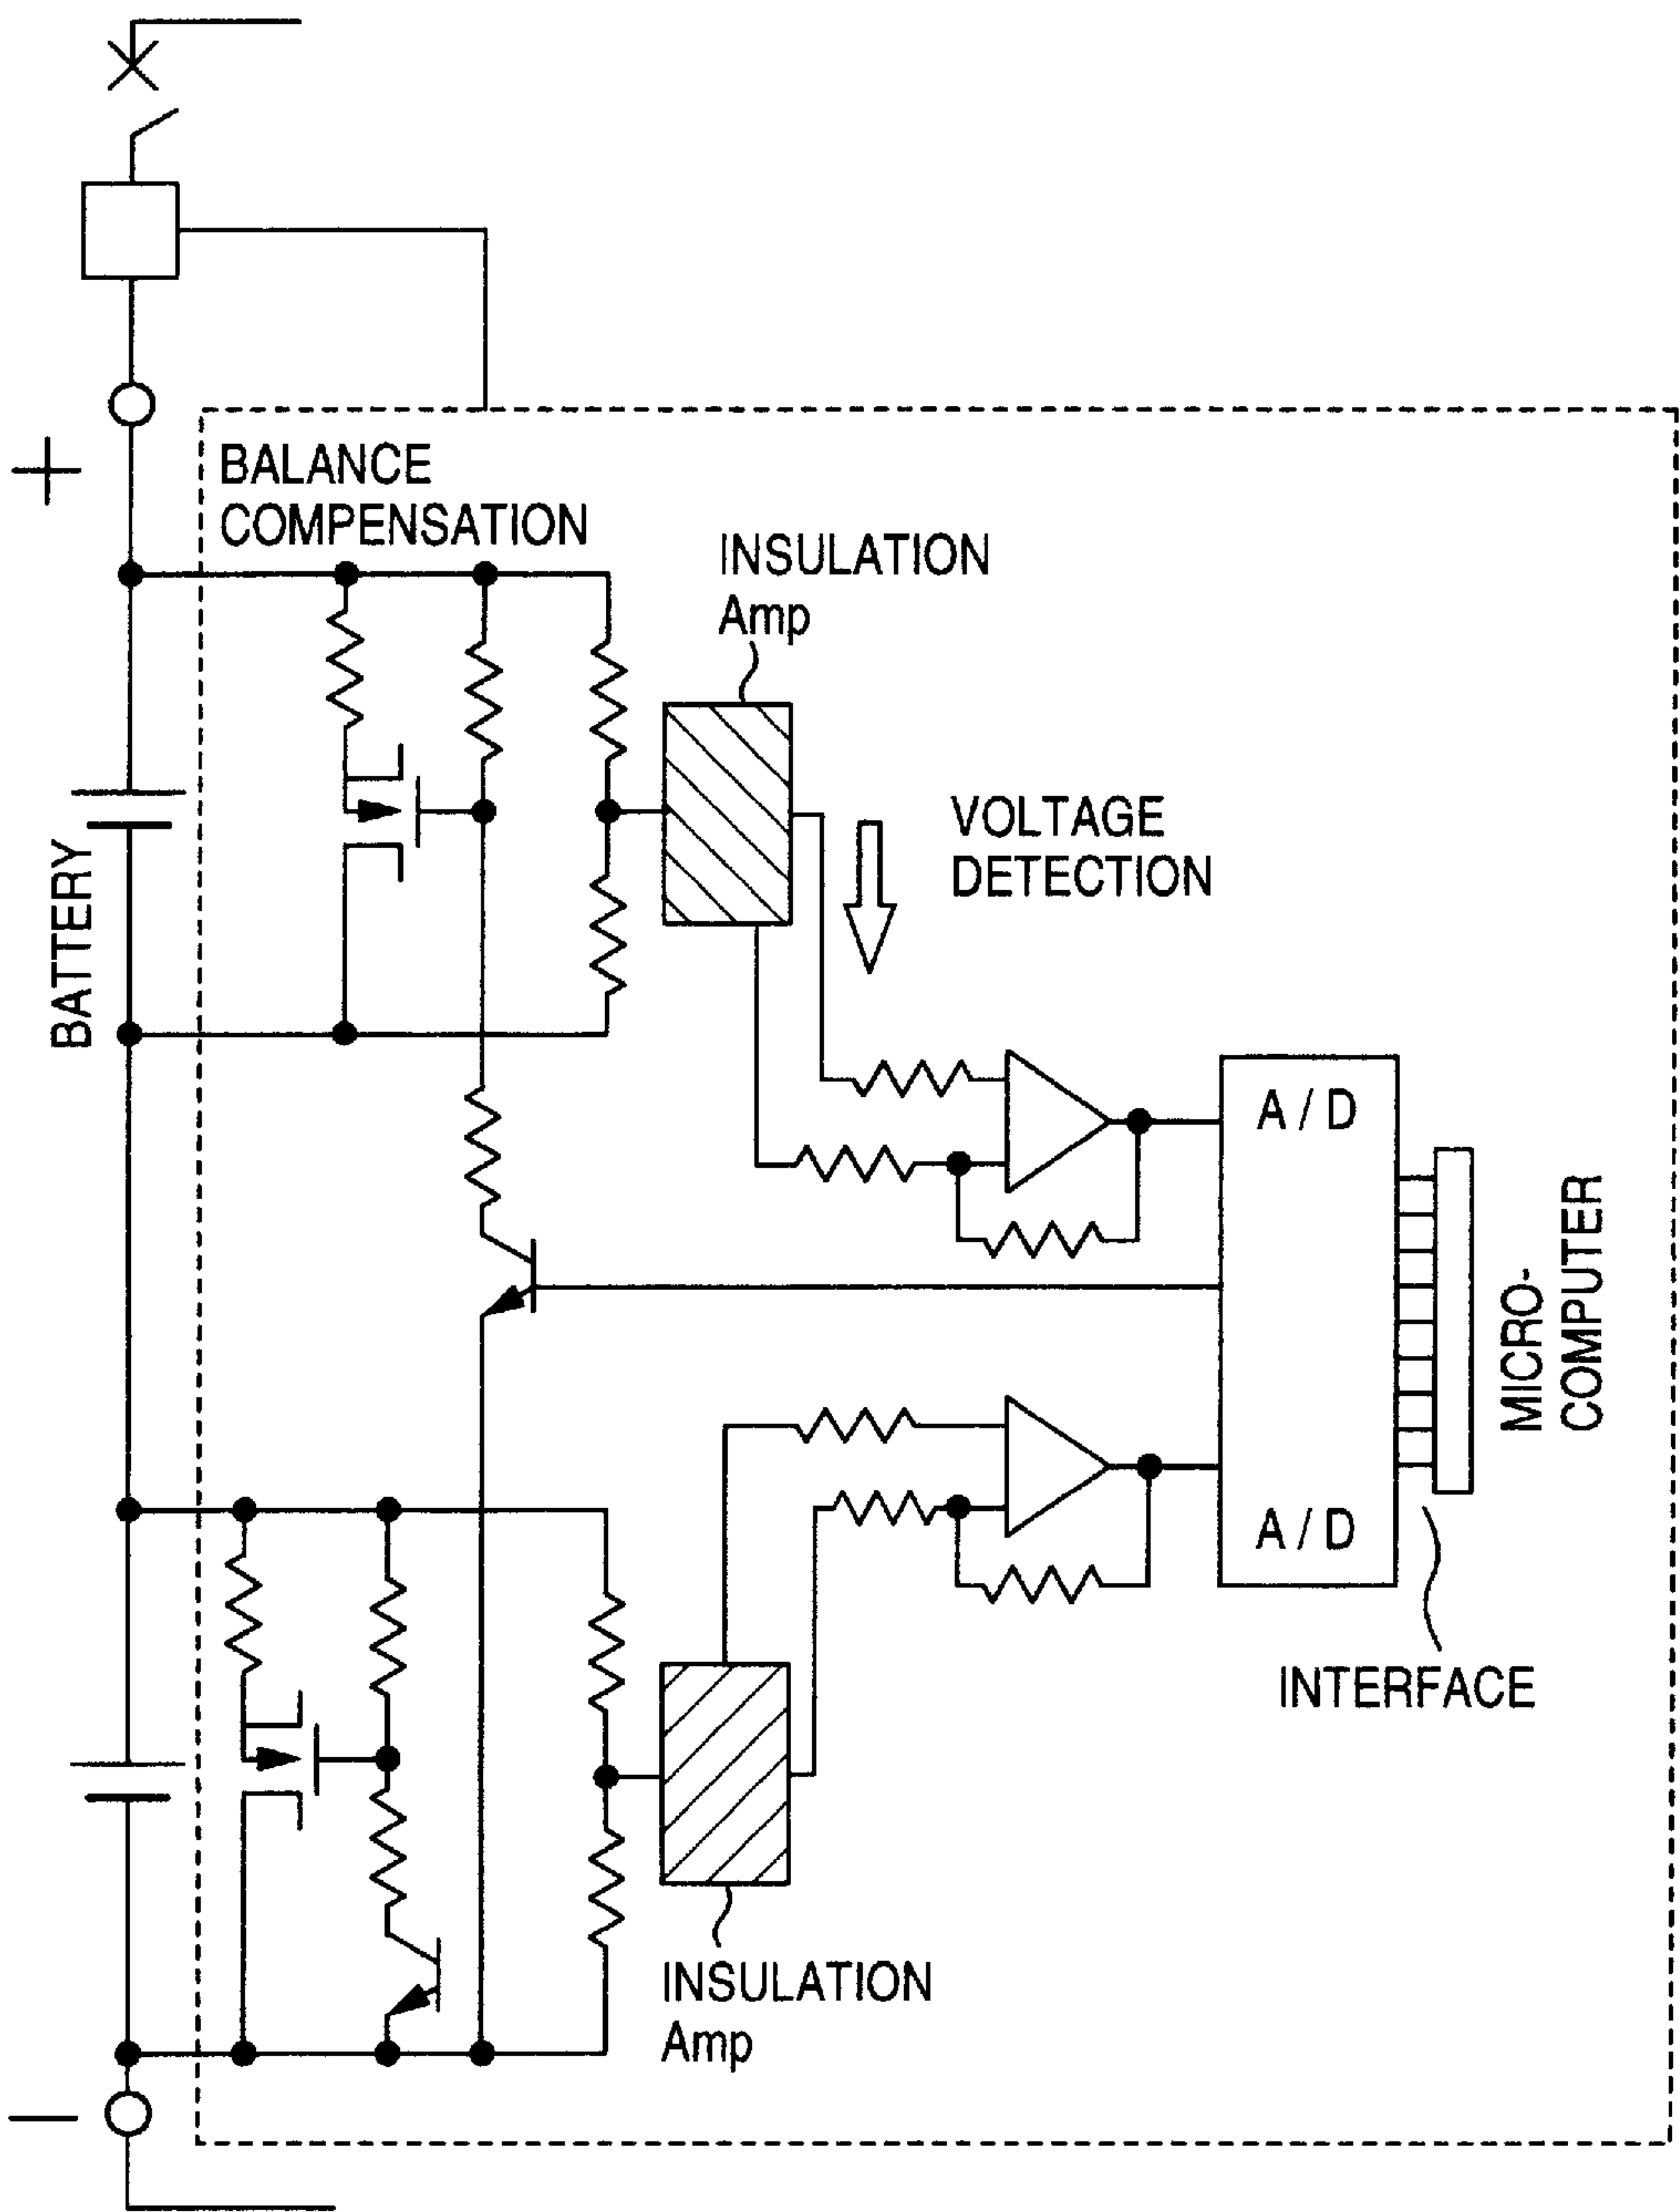 +
BALANCE
COMPENSATION
INSULATION
Amp
BATTERY
VOLTAGE
DETECTION
A / D
MICRO-
COMPUTER
A / D
INTERFACE
INSULATION
Amp
—